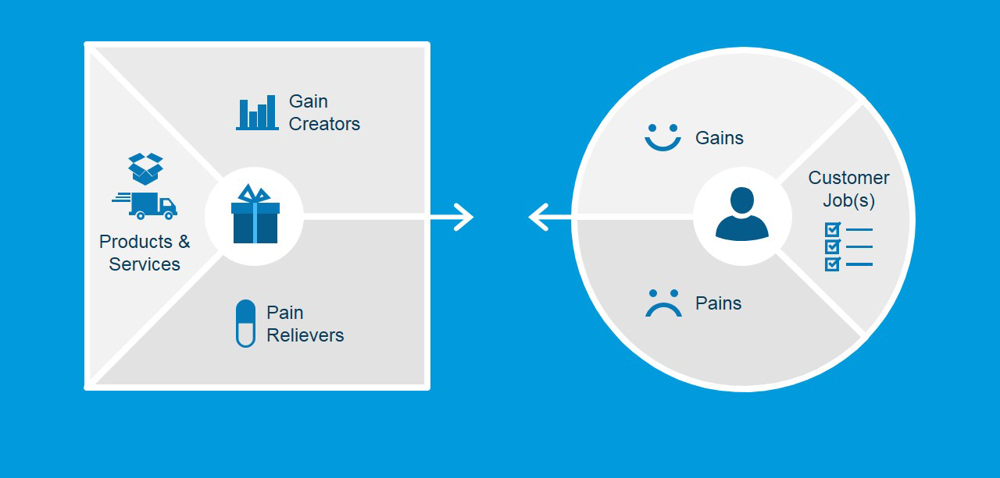 Gain
Creators
Products &
Services
Pain
Relievers
Gains
Customer
Job(s)
Pains